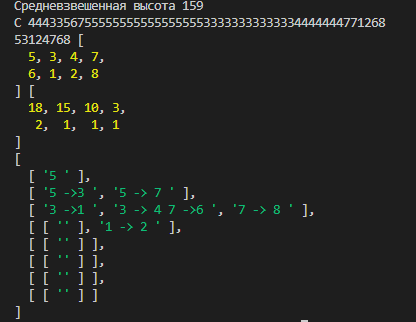 Средневзвешенная высота 159
С 444335675555555555555555533333333333334444444771268
53124768 [
5, 3, 4, 7,
6, 1, 2, 8
] [
18, 15, 10, 3,
2, 1, 1, 1
]
[
[ '5 ' ],
[ '5 ->3 ', '5 -> 7 ' ],
[ '3 ->1 ', '3 -> 4 7 ->6 ', '7 -> 8 ' ],
[ [ '' ], '1 -> 2 ' ],
[ [ '' ] ],
[ [ '' ] ],
[ [ '' ] ],
[ [ '' ] ]
]